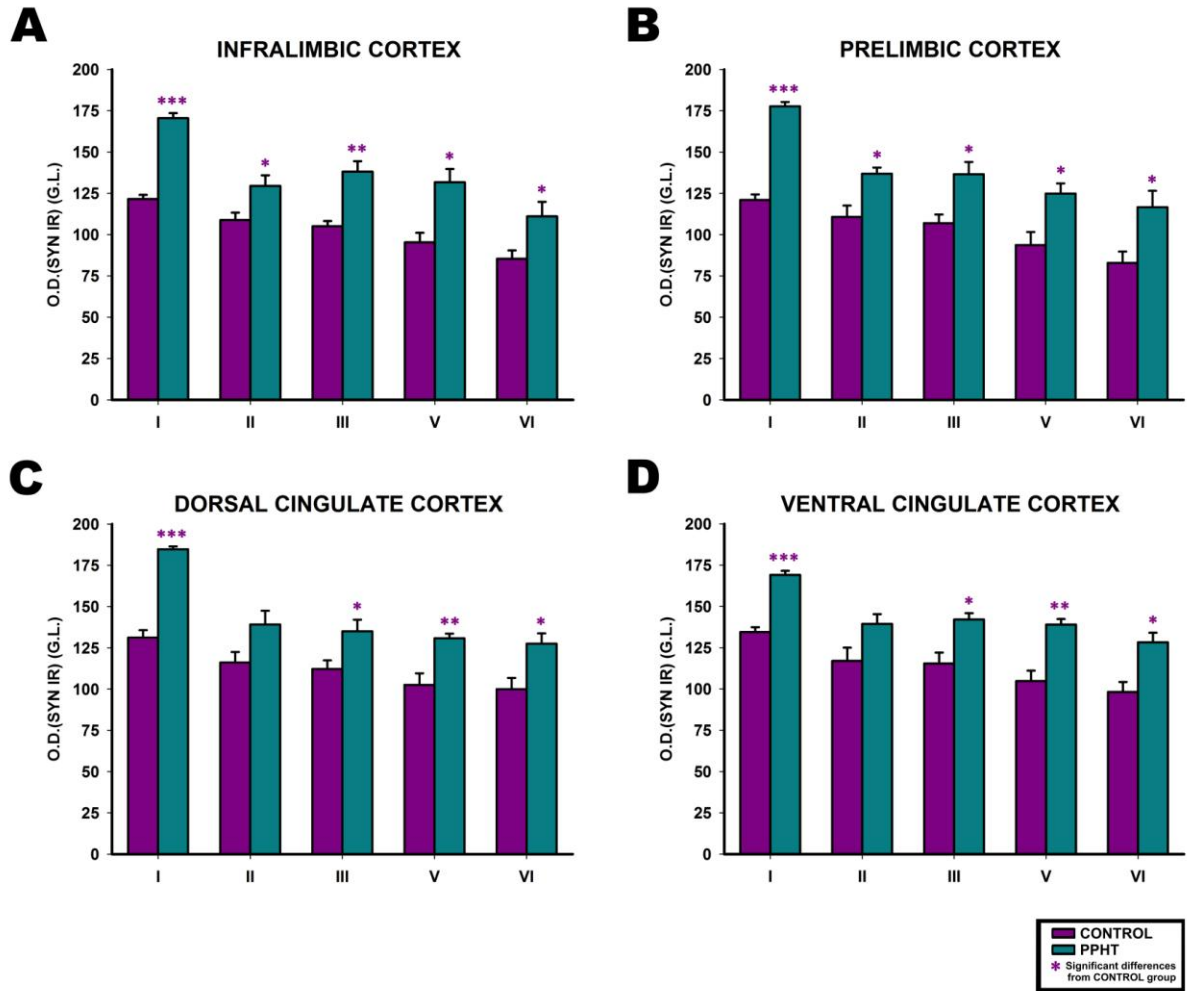 A
INFRALIMBIC CORTEX
O.D.(SYN IR) (G.L.)
200
175
150
125
100
75
50
25
0
***
*
**
*
*
I II III V VI
B
PRELIMBIC CORTEX
O.D.(SYN IR) (G.L.)
200
175
150
125
100
75
50
25
0
***
*
*
*
*
I II III V VI
C
DORSAL CINGULATE CORTEX
O.D.(SYN IR) (G.L.)
200
175
150
125
100
75
50
25
0
***
*
**
*
I II III V VI
D
VENTRAL CINGULATE CORTEX
O.D.(SYN IR) (G.L.)
200
175
150
125
100
75
50
25
0
***
*
**
*
I II III V VI
CONTROL
PPHT
* Significant differences
from CONTROL group